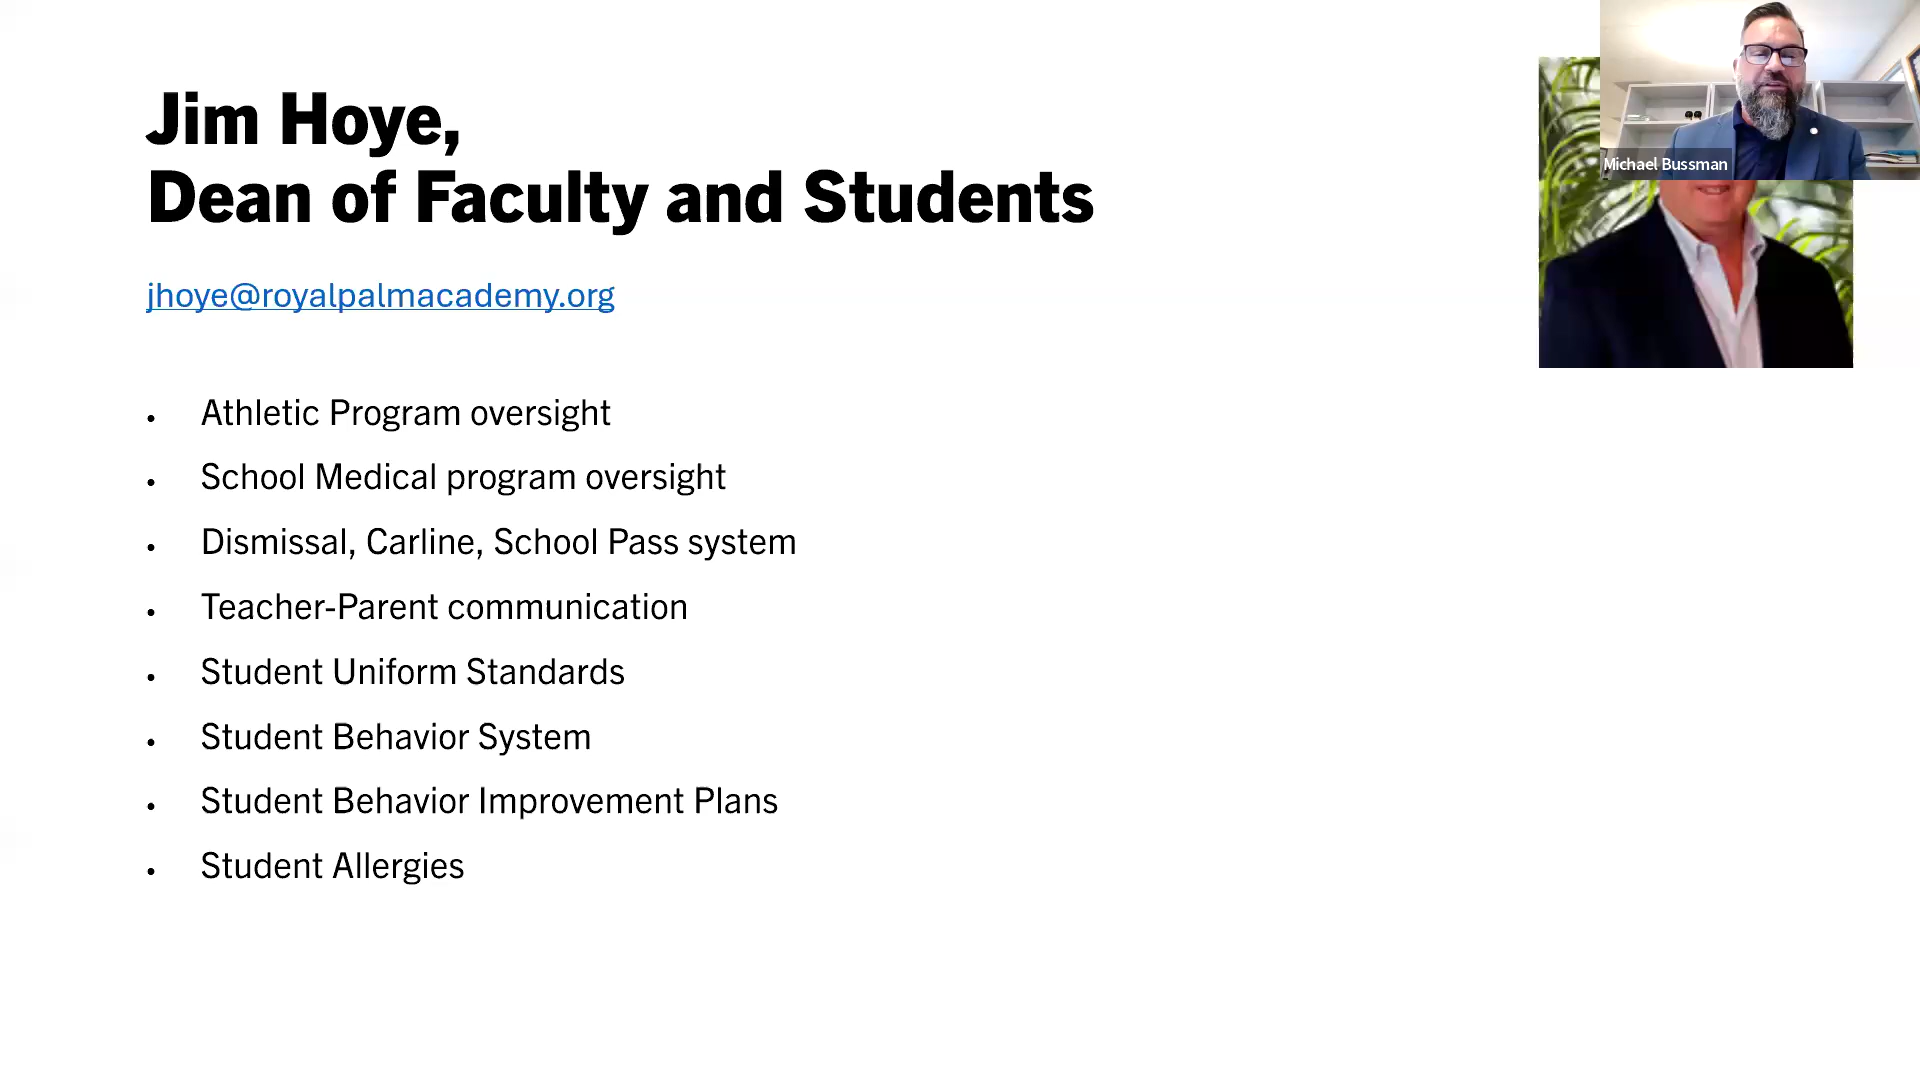 Jim Hoye,
Dean of Faculty and Students
jhoye@royalpalmacademy.org
• Athletic Program oversight
• School Medical program oversight
• Dismissal, Carline, School Pass system
• Teacher-Parent communication
• Student Uniform Standards
• Student Behavior System
• Student Behavior Improvement Plans
• Student Allergies
Michael Bussman